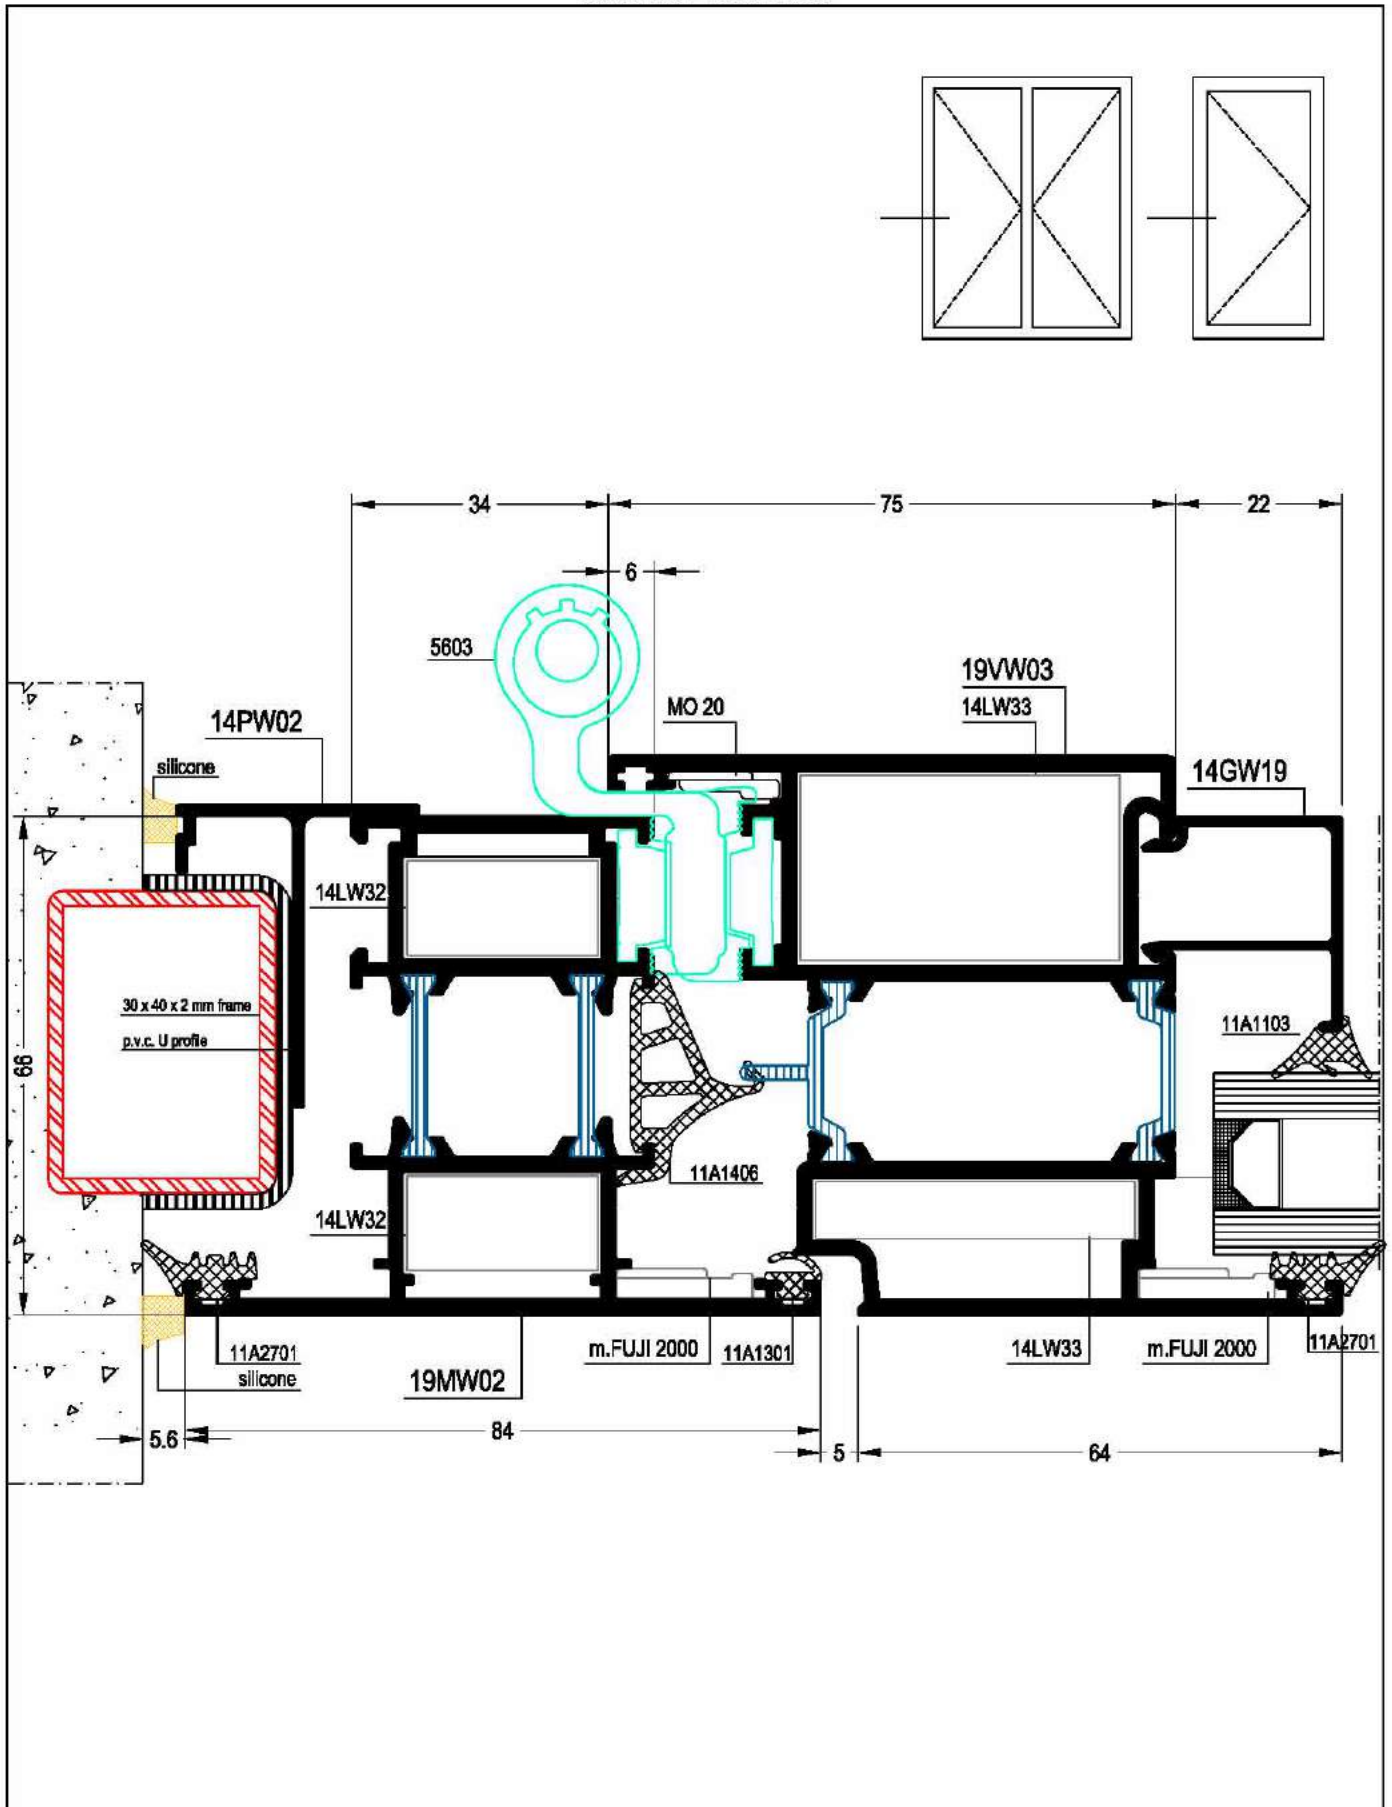 34
75
22
6
5603
19VW03
MO 20
14LW33
14PW02
silicone
14GW19
14LW32
30 x 40 x 2 mm frame
11A1103
p.v.c. U profile
66
11A1406
14LW32
11A2701
m.FUJI 2000
11A1301
14LW33
m.FUJI 2000
11A2701
silicone
19MW02
5.6
84
5
64